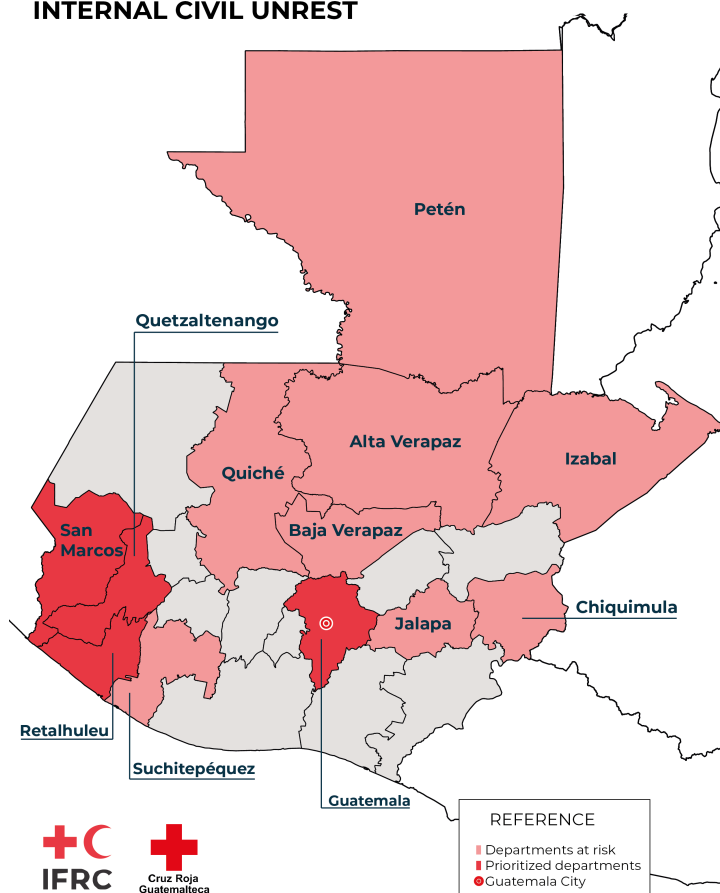 INTERNAL CIVIL UNREST
Petén
Quetzaltenango
Alta Verapaz
Izabal
Quiché
San
Marcos
Baja Verapaz
Chiquimula
Jalapa
Retalhuleu
Suchitepéquez
Guatemala
REFERENCE
Departments at risk
Prioritized departments
Guatemala City
IFRC
Cruz Roja
Guatemalteca